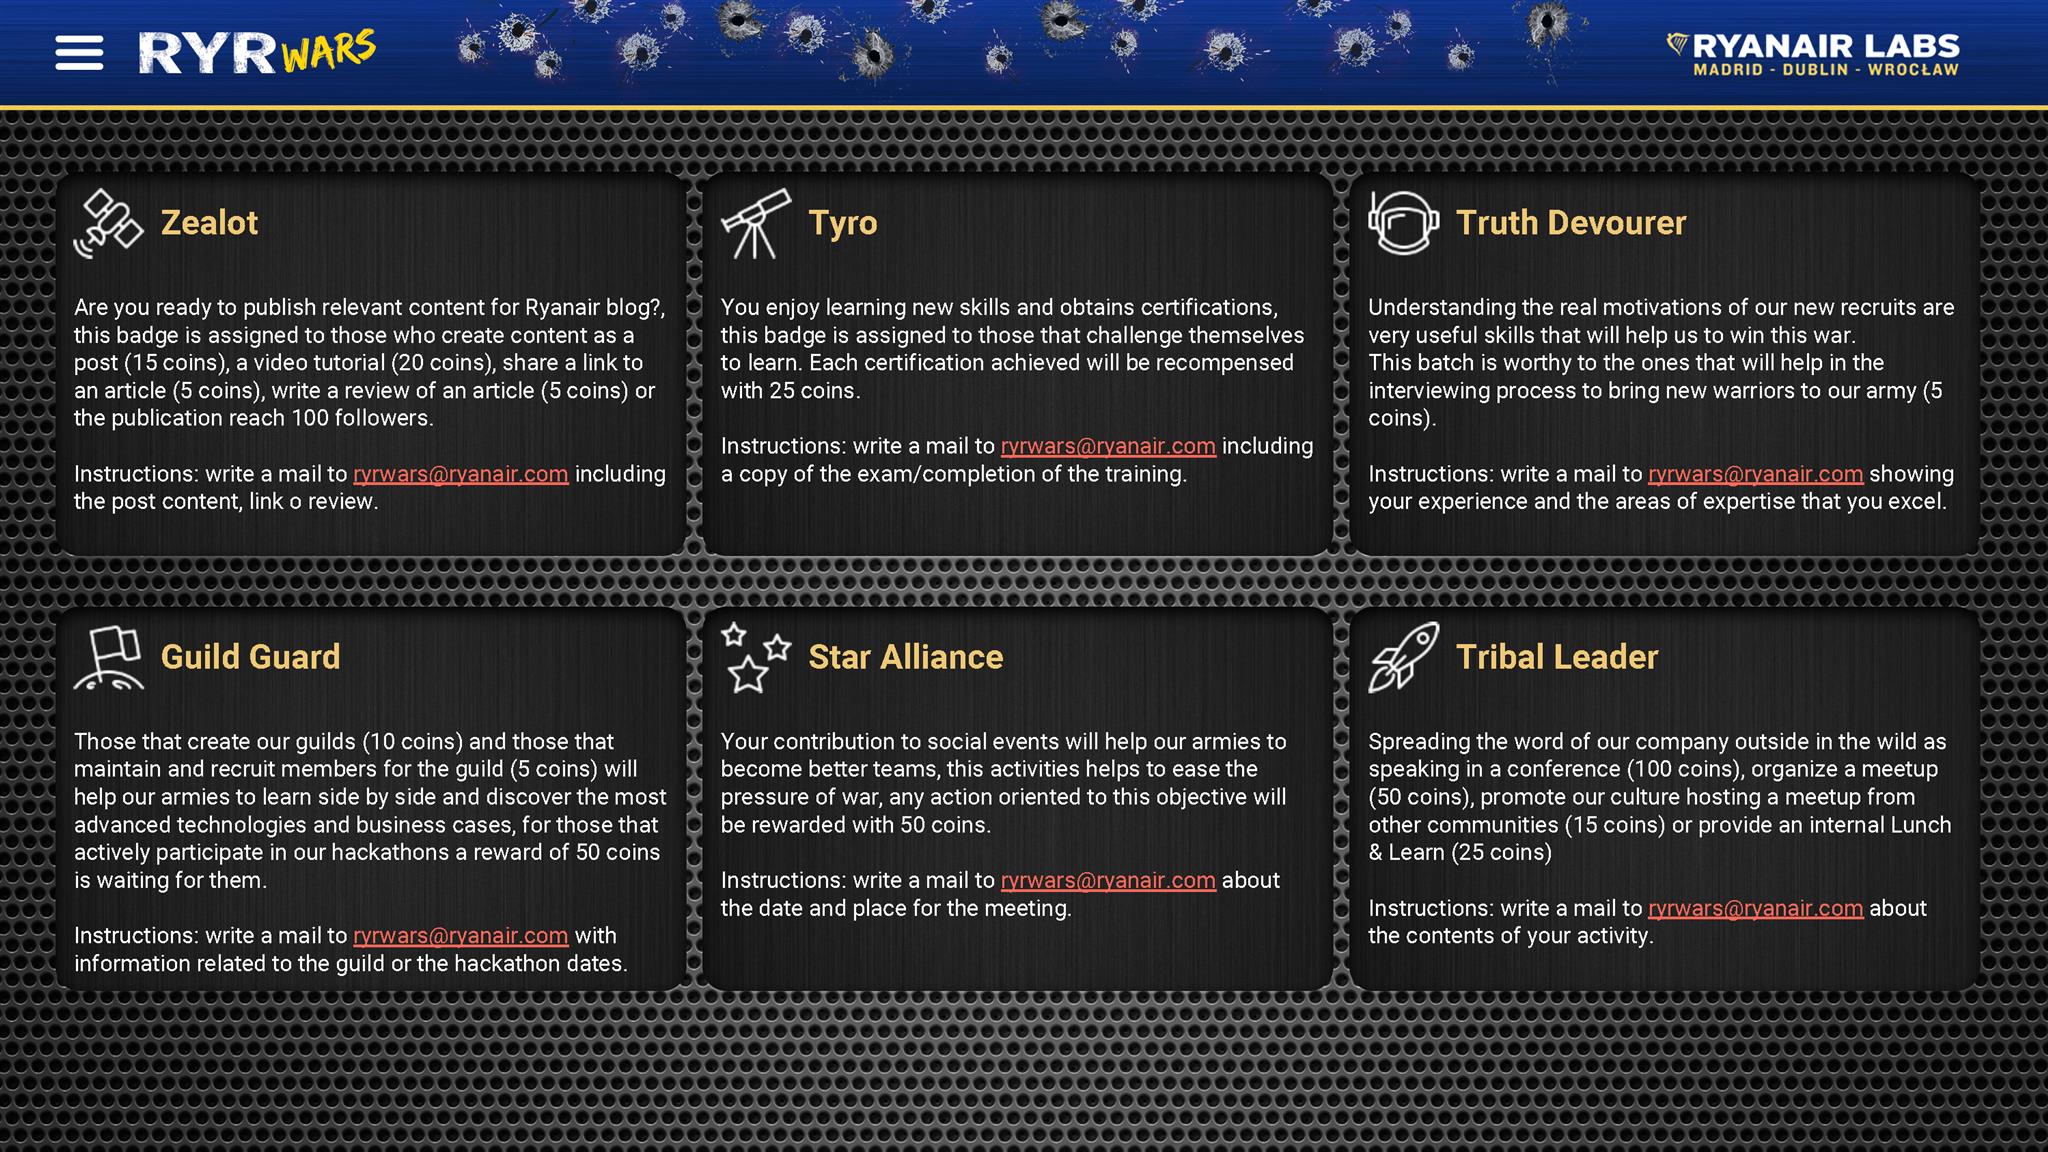 RYR WARS
RYANAIR LABS
MADRID - DUBLIN - WROCŁAW
Zealot
Are you ready to publish relevant content for Ryanair blog?,
this badge is assigned to those who create content as a
post (15 coins), a video tutorial (20 coins), share a link to
an article (5 coins), write a review of an article (5 coins) or
the publication reach 100 followers.
Instructions: write a mail to ryrwars@ryanair.com including
the post content, link o review.
Tyro
You enjoy learning new skills and obtains certifications,
this badge is assigned to those that challenge themselves
to learn. Each certification achieved will be recompensed
with 25 coins.
Instructions: write a mail to ryrwars@ryanair.com including
a copy of the exam/completion of the training.
Truth Devourer
Understanding the real motivations of our new recruits are
very useful skills that will help us to win this war.
This batch is worthy to the ones that will help in the
interviewing process to bring new warriors to our army (5
coins).
Instructions: write a mail to ryrwars@ryanair.com showing
your experience and the areas of expertise that you excel.
Guild Guard
Those that create our guilds (10 coins) and those that
maintain and recruit members for the guild (5 coins) will
help our armies to learn side by side and discover the most
advanced technologies and business cases, for those that
actively participate in our hackathons a reward of 50 coins
is waiting for them.
Instructions: write a mail to ryrwars@ryanair.com with
information related to the guild or the hackathon dates.
Star Alliance
Your contribution to social events will help our armies to
become better teams, this activities helps to ease the
pressure of war, any action oriented to this objective will
be rewarded with 50 coins.
Instructions: write a mail to ryrwars@ryanair.com about
the date and place for the meeting.
Tribal Leader
Spreading the word of our company outside in the wild as
speaking in a conference (100 coins), organize a meetup
(50 coins), promote our culture hosting a meetup from
other communities (15 coins) or provide an internal Lunch
& Learn (25 coins)
Instructions: write a mail to ryrwars@ryanair.com about
the contents of your activity.